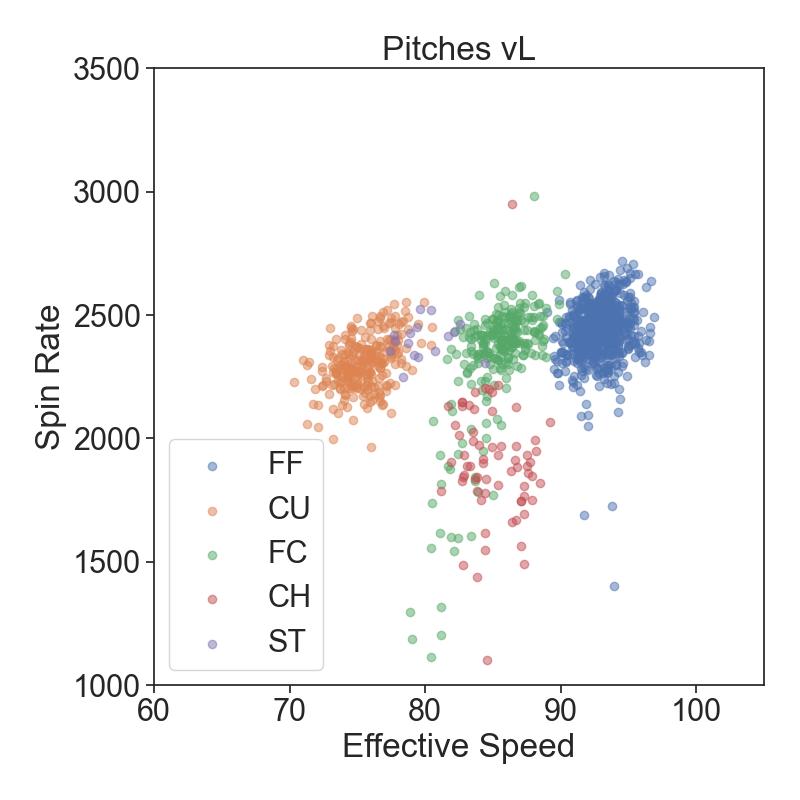 Pitches vL
3500
3000
2500
2000
1500
1000
Spin Rate
FF
CU
FC
CH
ST
60 70 80 90 100
Effective Speed